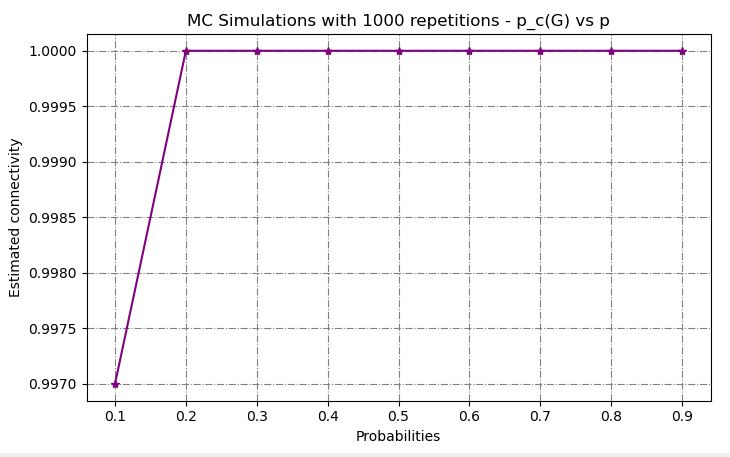 MC Simulations with 1000 repetitions - p_c(G) vs p
1.0000
0.9995
0.9990
0.9985
0.9980
0.9975
0.9970
Estimated connectivity
0.1 0.2 0.3 0.4 0.5 0.6 0.7 0.8 0.9
Probabilities